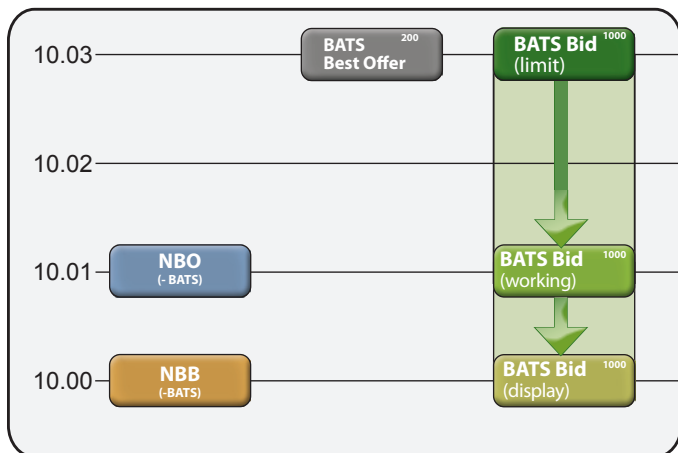 10.03
BATS 200
Best Offer
BATS Bid 1000
(limit)
10.02
10.01
NBO
(- BATS)
BATS Bid 1000
(working)
10.00
NBB
(-BATS)
BATS Bid 1000
(display)